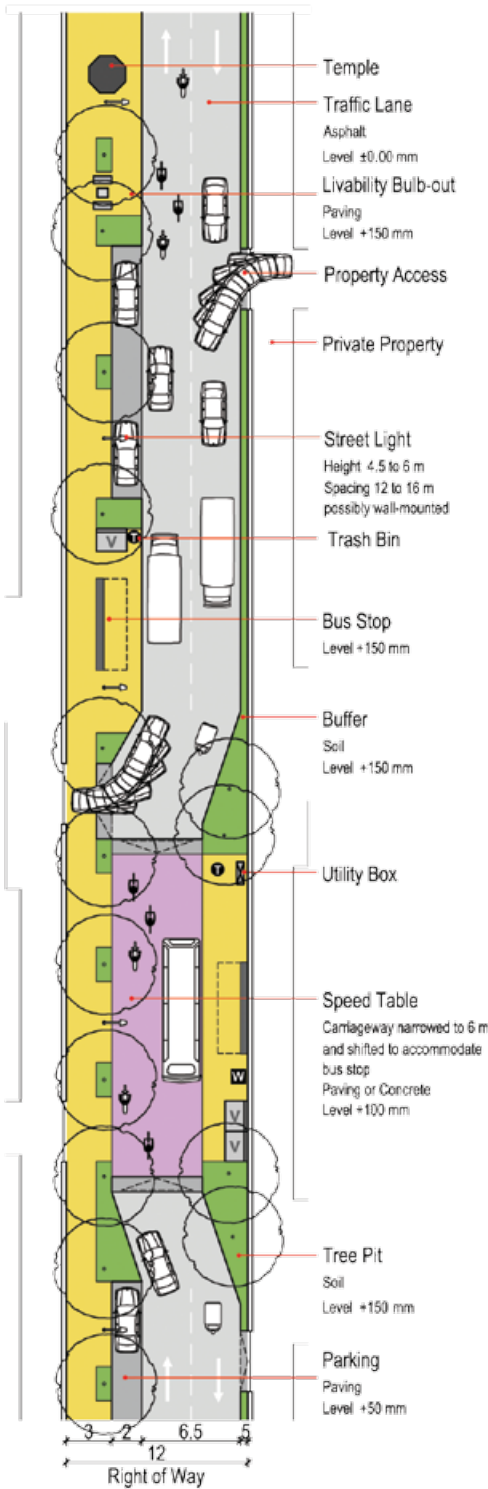 Temple
Traffic Lane
Asphalt
Level ±0.00 mm
Livability Bulb-out
Paving
Level +150 mm
Property Access
Private Property
Street Light
Height 4.5 to 6 m
Spacing 12 to 16 m
possibly wall-mounted
V
T
Trash Bin
Bus Stop
Level +150 mm
Buffer
Soil
Level +150 mm
T
Utility Box
Speed Table
Carriageway narrowed to 6 m
and shifted to accommodate
bus stop
Paving or Concrete
Level +100 mm
W
V
V
Tree Pit
Soil
Level +150 mm
Parking
Paving
Level +50 mm
3 2 6.5 .5
12
Right of Way